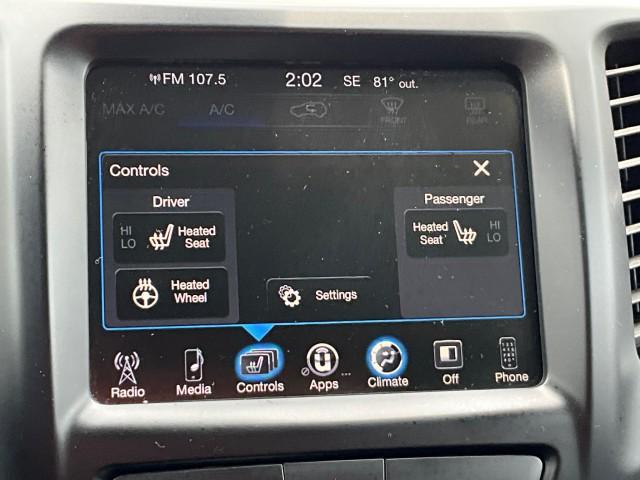 FM 107.5 2:02 SE 81° out.
MAX A/C A/C FRONT REAR
Controls X
Driver Passenger
HI Heated Heated HI
LO Seat Seat LO
Heated
Wheel
Settings
Radio Media Controls Apps ... Climate Off Phone